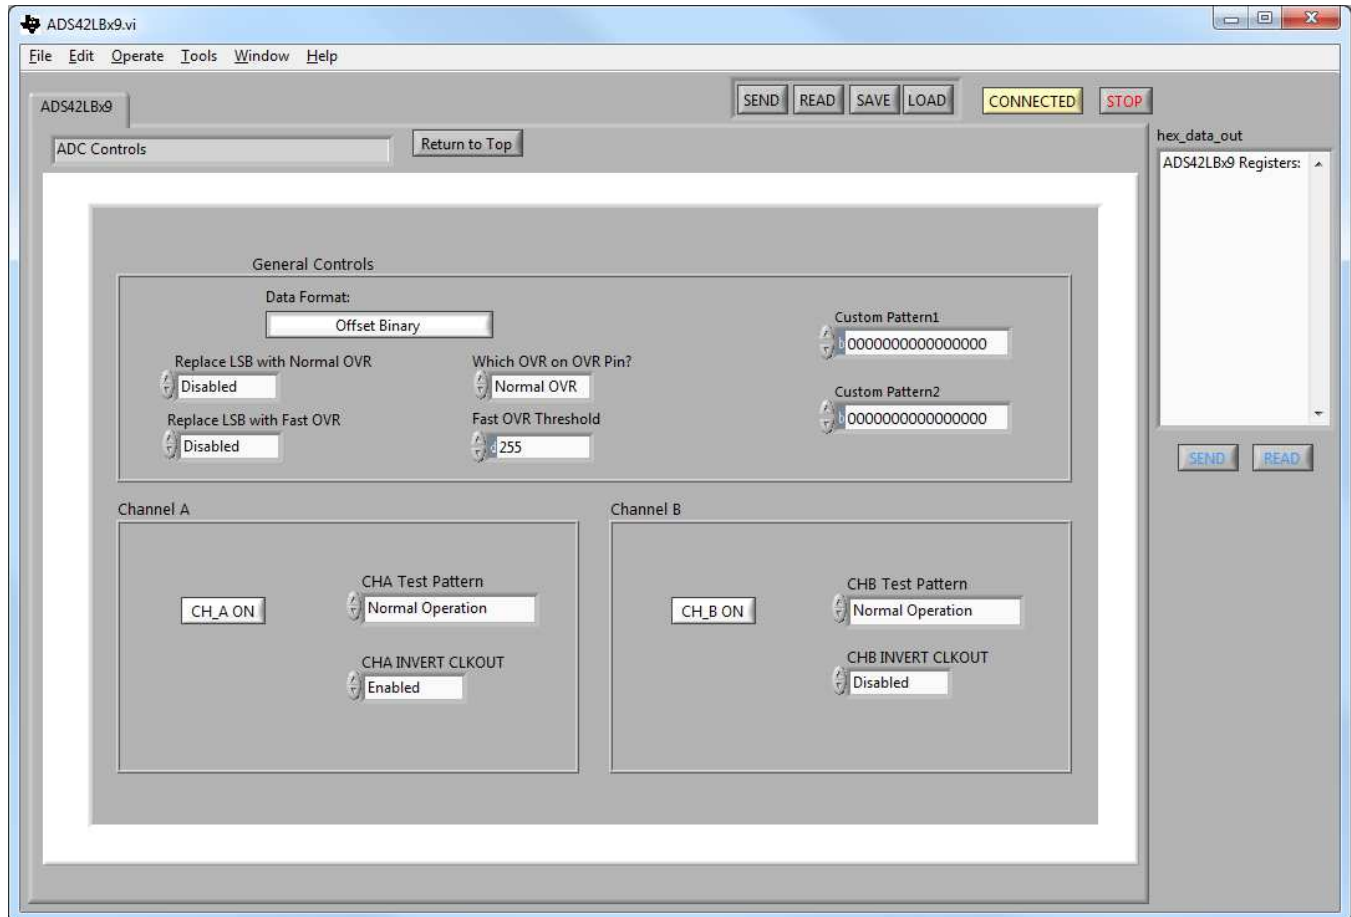 ADS42LBx9.vi
File Edit Operate Tools Window Help
SEND READ SAVE LOAD CONNECTED STOP
ADS42LBx9
ADC Controls
Return to Top
hex_data_out
ADS42LBx9 Registers:
General Controls
Data Format:
Offset Binary
Replace LSB with Normal OVR
Disabled
Which OVR on OVR Pin?
Normal OVR
Custom Pattern1
b 0000000000000000
Replace LSB with Fast OVR
Disabled
Fast OVR Threshold
d 255
Custom Pattern2
b 0000000000000000
SEND READ
Channel A
CH_A ON
CHA Test Pattern
Normal Operation
CHA INVERT CLKOUT
Enabled
Channel B
CH_B ON
CHB Test Pattern
Normal Operation
CHB INVERT CLKOUT
Disabled